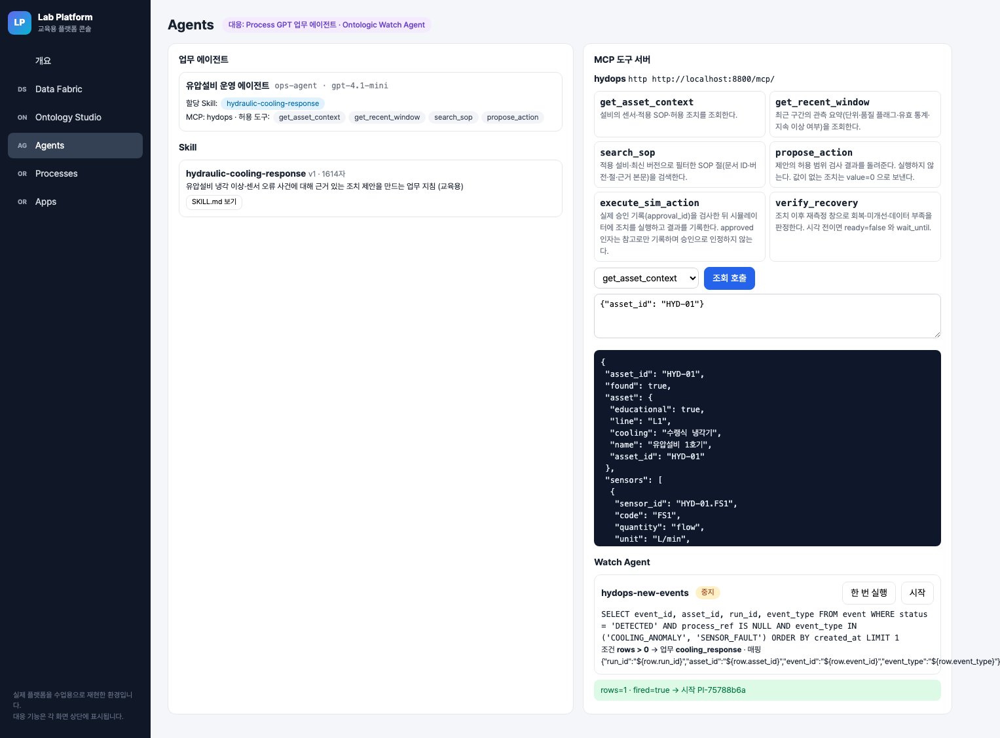 LP
Lab Platform
교육용 플랫폼 콘솔
개요
DS Data Fabric
ON Ontology Studio
AG Agents
OR Processes
OR Apps
실제 플랫폼을 수업용으로 재현한 환경입니
다.
대응 기능은 각 화면 상단에 표시됩니다.
Agents 대응: Process GPT 업무 에이전트 · Ontologic Watch Agent
업무 에이전트
유압설비 운영 에이전트 ops-agent · gpt-4.1-mini
할당 Skill: hydraulic-cooling-response
MCP: hydops · 허용 도구: get_asset_context get_recent_window search_sop propose_action
Skill
hydraulic-cooling-response v1 · 1614자
유압설비 냉각 이상·센서 오류 사건에 대해 근거 있는 조치 제안을 만드는 업무 지침 (교육용)
SKILL.md 보기
MCP 도구 서버
hydops http http://localhost:8800/mcp/
get_asset_context
설비의 센서·적용 SOP·허용 조치를 조회한다.
get_recent_window
최근 구간의 관측 요약(단위·품질 플래그·유효 통계·
지속 이상 여부)을 조회한다.
search_sop
적용 설비·최신 버전으로 필터한 SOP 절(문서 ID·버
전·절·근거 본문)을 검색한다.
propose_action
제안의 허용 범위 검사 결과를 돌려준다. 실행하지 않
는다. 값이 없는 조치는 value=0 으로 보낸다.
execute_sim_action
실제 승인 기록(approval_id)을 검사한 뒤 시뮬레이
터에 조치를 실행하고 결과를 기록한다. approved
인자는 참고로만 기록하며 승인으로 인정하지 않는
다.
verify_recovery
조치 이후 재측정 창으로 회복·미개선·데이터 부족을
판정한다. 시각 전이면 ready=false 와 wait_until.
get_asset_context 조회 호출
{"asset_id": "HYD-01"}
{
"asset_id": "HYD-01",
"found": true,
"asset": {
"educational": true,
"line": "L1",
"cooling": "수랭식 냉각기",
"name": "유압설비 1호기",
"asset_id": "HYD-01"
},
"sensors": [
{
"sensor_id": "HYD-01.FS1",
"code": "FS1",
"quantity": "flow",
"unit": "L/min",
Watch Agent
hydops-new-events 중지 한 번 실행 시작
SELECT event_id, asset_id, run_id, event_type FROM event WHERE status
= 'DETECTED' AND process_ref IS NULL AND event_type IN
('COOLING_ANOMALY', 'SENSOR_FAULT') ORDER BY created_at LIMIT 1
조건 rows > 0 → 업무 cooling_response · 매핑
{"run_id":"${row.run_id}","asset_id":"${row.asset_id}","event_id":"${row.event_id}","event_type":"${row.event_type}"}
rows=1 · fired=true → 시작 PI-75788b6a